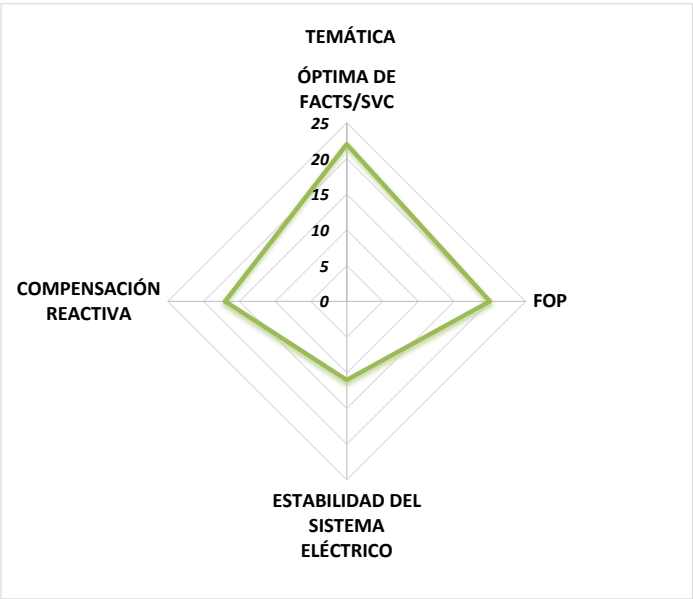 TEMÁTICA
ÓPTIMA DE
FACTS/SVC
25
20
15
10
5
0
COMPENSACIÓN
REACTIVA
FOP
ESTABILIDAD DEL
SISTEMA
ELÉCTRICO